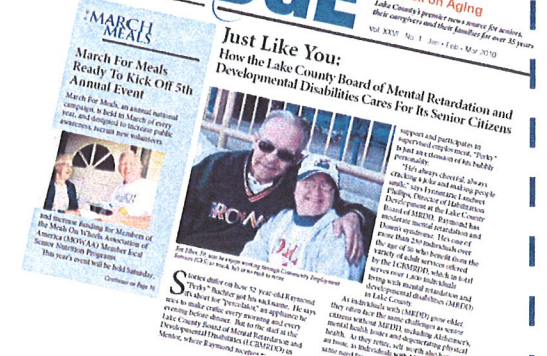 on Aging
Lake County's premier news source for seniors,
their caregivers and their families for over 35 years
Vol. XXVI No. 1 Jan • Feb • Mar 2010
MARCH
MEALS
March For Meals
Ready To Kick Off 5th
Annual Event
March For Meals, an annual national
campaign, is held in March of every
year, and designed to increase public
awareness, recruit new volunteers
and increase funding for Members of
the Meals On Wheels Association of
America (MOWAA) Member local
Senior Nutrition Programs
This year's event will be held Saturday,
Continues on Page
Just Like You:
How the Lake County Board of Mental Retardation and
Developmental Disabilities Cares For Its Senior Citizens
Services
Stories differ on how 52 year-old Raymond
"Perky" Buchter got his nickname. He says
it's short for "percolator," an appliance he
tries to make coffee every morning and every
evening before dinner. But to the staff at the
Lake County Board of Mental Retardation and
Developmental Disabilities (LCBMRDD) in
Mentor, where Raymond receives
support and participates in
supervised employment, "Perky"
is just an extension of his bubbly
personality.
"He's always cheerful, always
cracking a joke and making people
smile," says
Phillips, Director of Habilitation
Development at the Lake County
Board of MRDD. Raymond has
moderate mental retardation and
Down's syndrome. He's one of
more than 250 individuals over
the age of 50 who benefit from the
variety of adult services offered
by the LCBMRDD, which in total
serves over 1,000 individuals
living with mental retardation and
developmental disabilities (MRDD)
in Lake County.
As individuals with (MRDD) grow older,
they often face the same challenges as senior
citizens without MRDD, including Alzheimer's,
mental health issues and degenerating physical
health. As they retire, self worth
an issue, as individuals with
same need